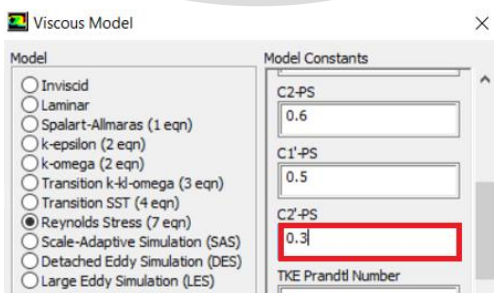 Viscous Model
Model
Inviscid
Laminar
Spalart-Allmaras (1 eqn)
k-epsilon (2 eqn)
k-omega (2 eqn)
Transition k-kl-omega (3 eqn)
Transition SST (4 eqn)
Reynolds Stress (7 eqn)
Scale-Adaptive Simulation (SAS)
Detached Eddy Simulation (DES)
Large Eddy Simulation (LES)
Model Constants
C2-PS
0.6
C1'-PS
0.5
C2'-PS
0.3
TKE Prandtl Number